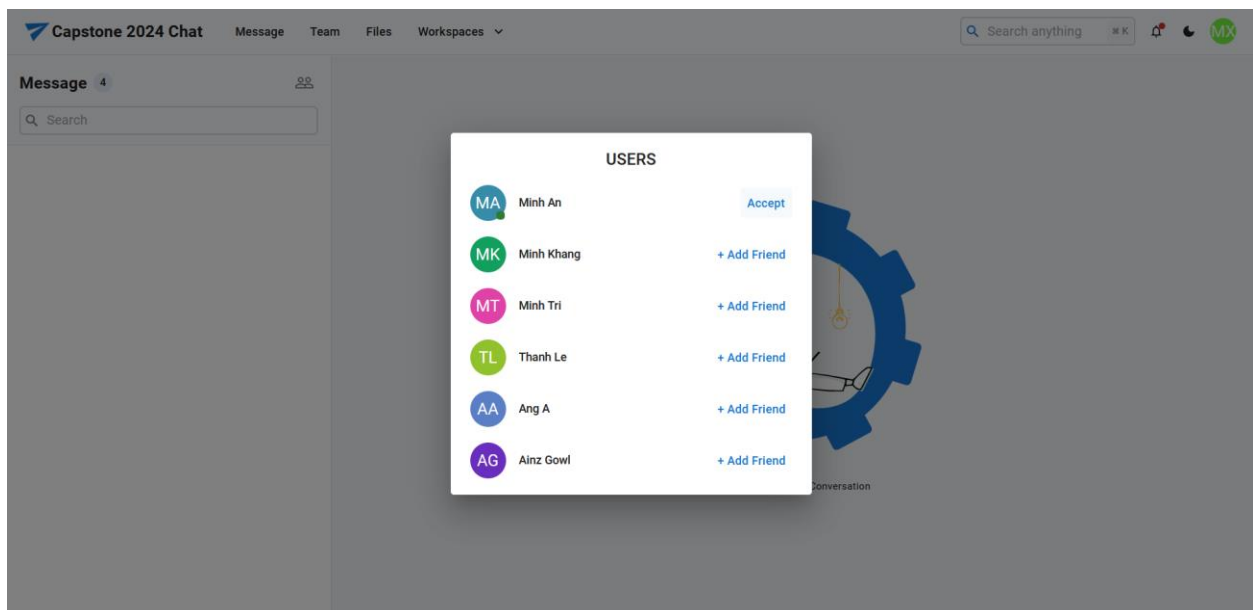 Capstone 2024 Chat Message Team Files Workspaces Search anything ⌘ K MX
Message 4
Search
USERS
MA Minh An Accept
MK Minh Khang + Add Friend
MT Minh Tri + Add Friend
TL Thanh Le + Add Friend
AA Ang A + Add Friend
AG Ainz Gowl + Add Friend
Conversation